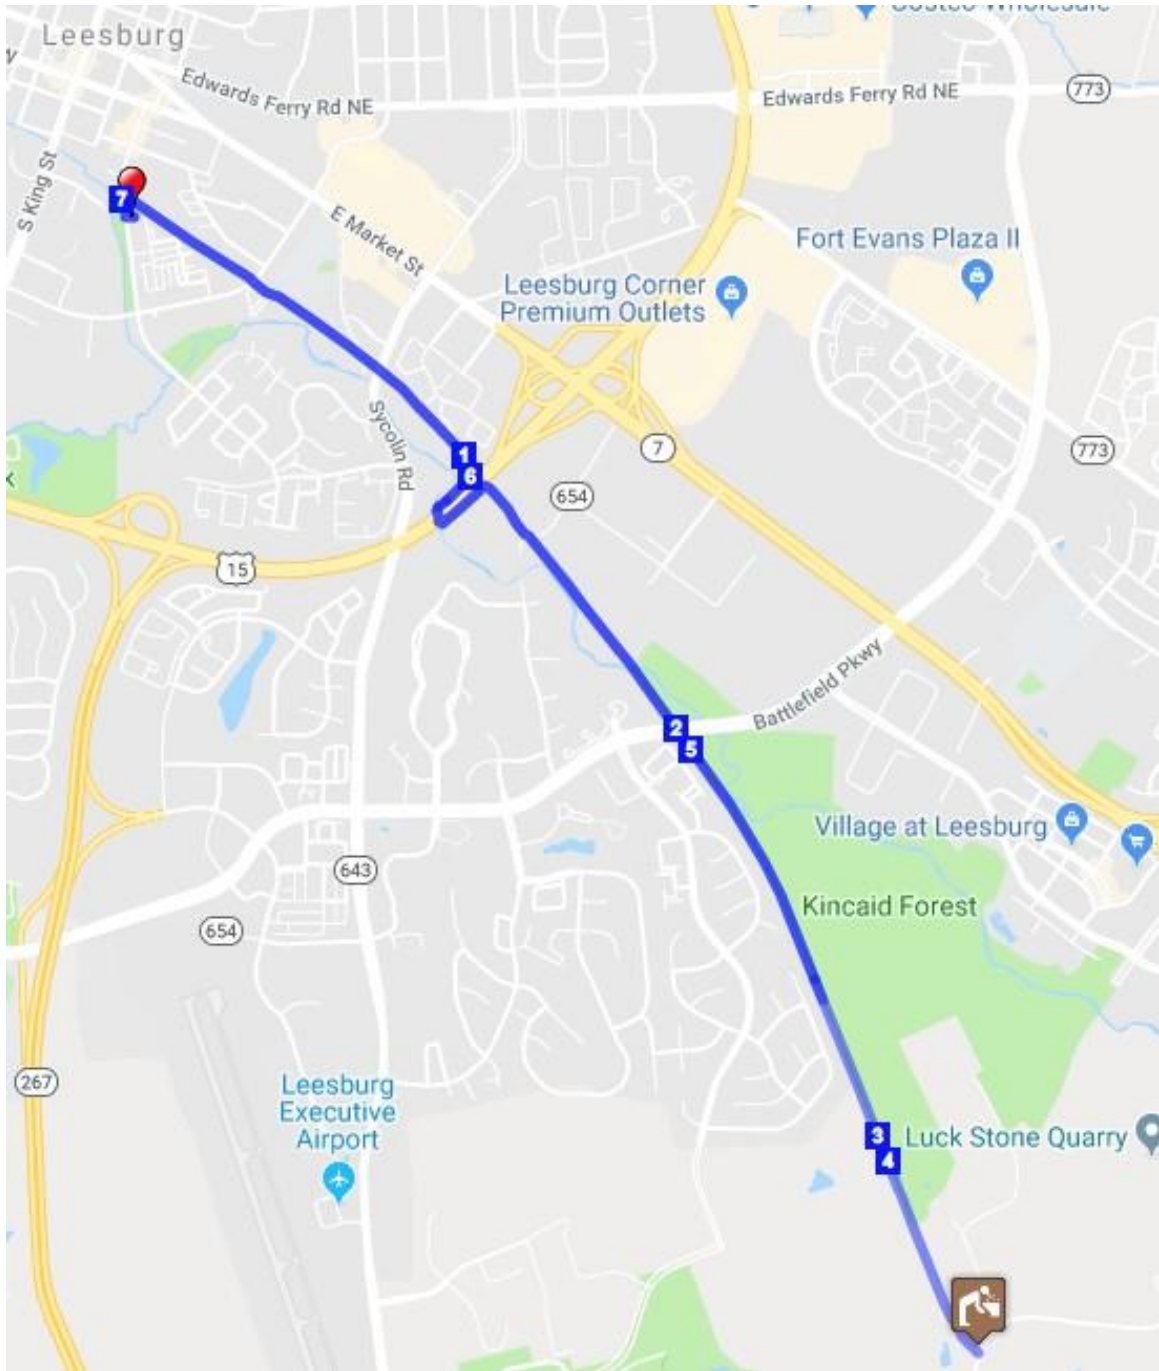 Costco Wholesale
Leesburg
Edwards Ferry Rd NE
Edwards Ferry Rd NE
773
S King St
7
E Market St
Fort Evans Plaza II
Leesburg Corner
Premium Outlets
Sycolin Rd
1
6
7
773
654
15
2
5
Battlefield Pkwy
Village at Leesburg
643
Kincaid Forest
654
267
Leesburg
Executive
Airport
3
4
Luck Stone Quarry